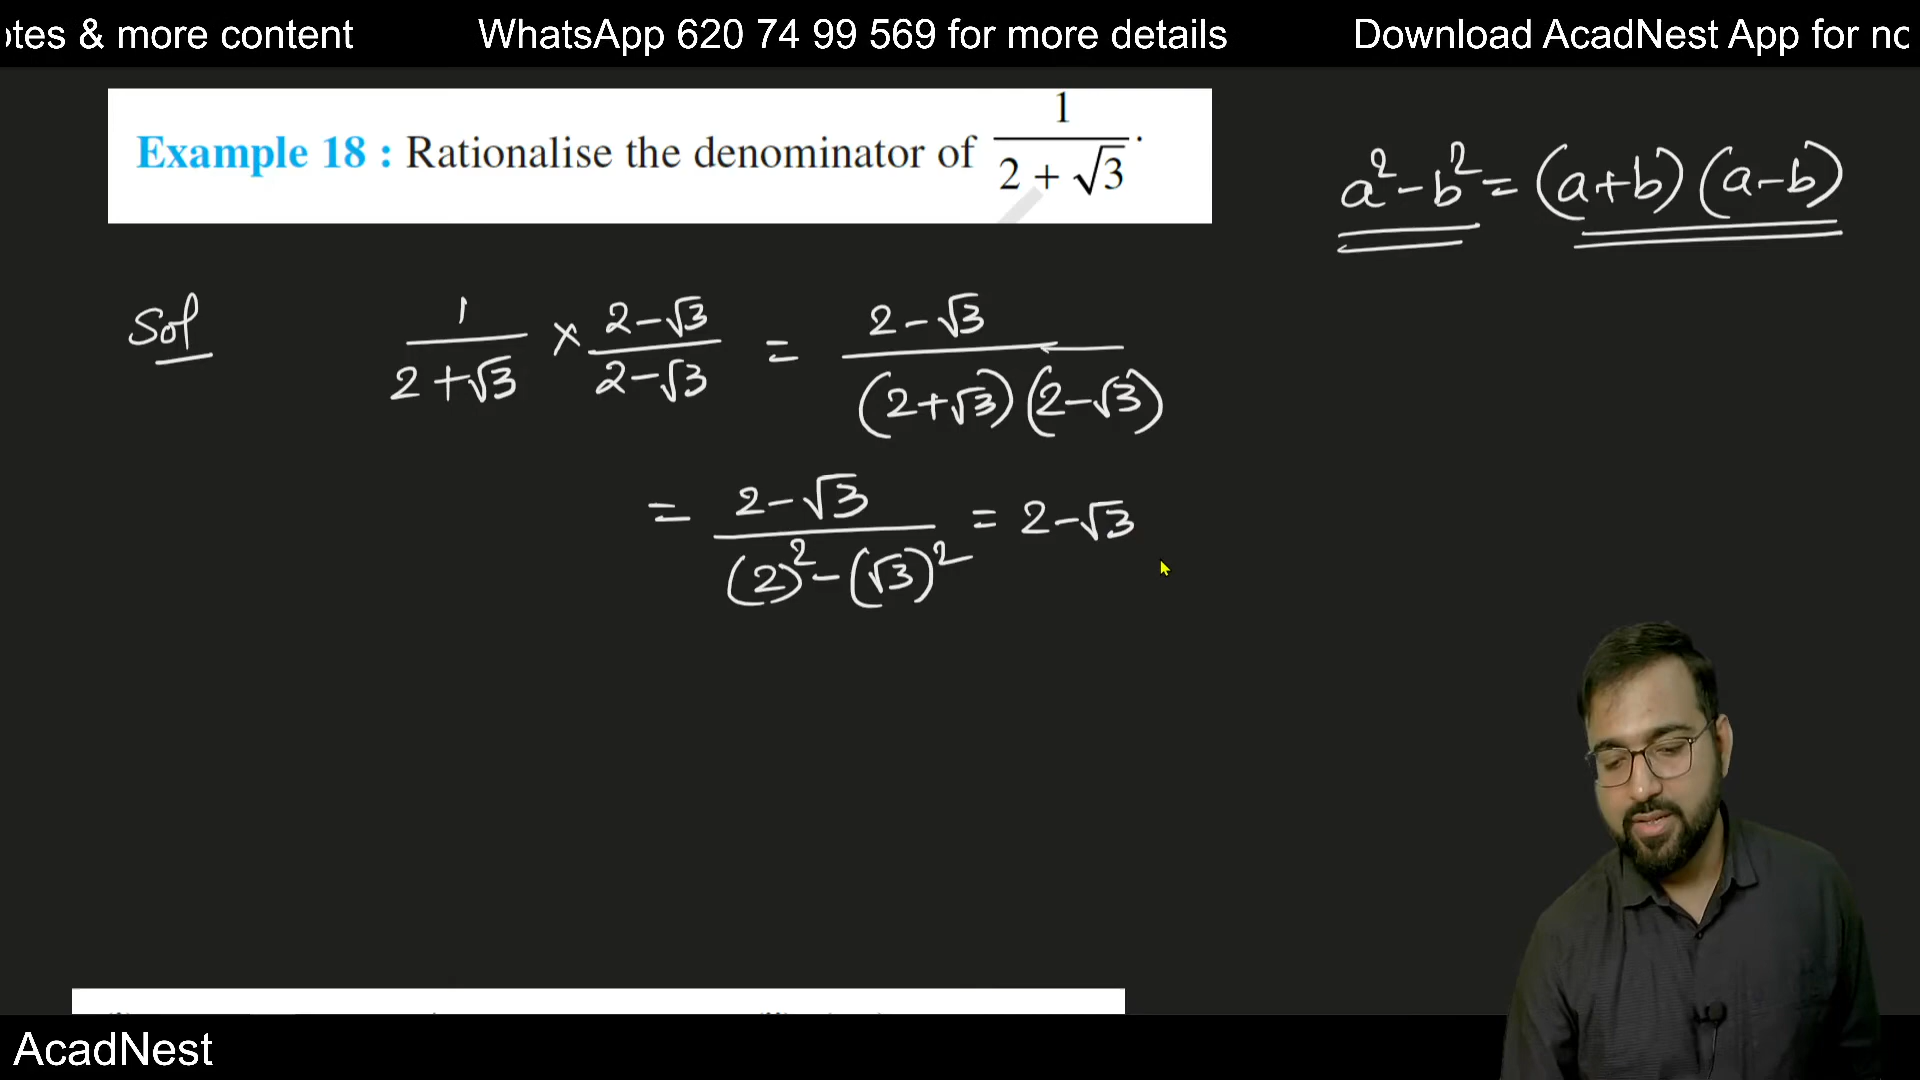 otes & more content WhatsApp 620 74 99 569 for more details Download AcadNest App for no
Example 18 : Rationalise the denominator of 1/(2 + √3).
a² - b² = (a+b) (a-b)
Sol 1/(2+√3) × (2-√3)/(2-√3) = (2-√3)/((2+√3)(2-√3))
= (2-√3)/((2)² - (√3)²) = 2-√3
AcadNest